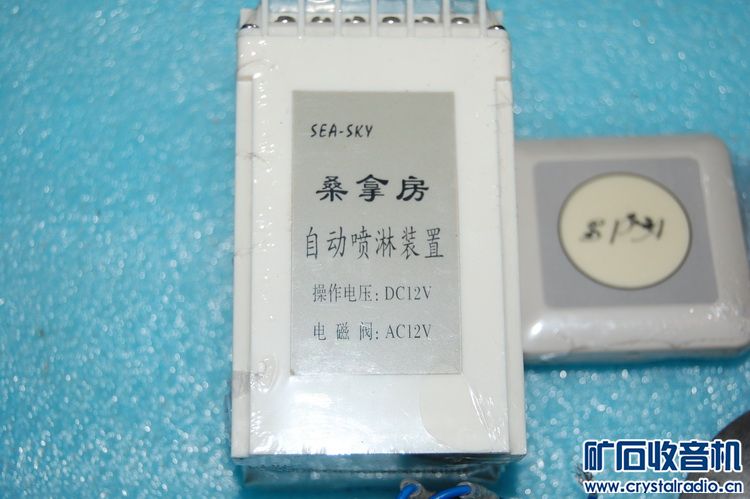 SEA-SKY
桑拿房
自动喷淋装置
操作电压：DC12V
电 磁 阀：AC12V
矿石收音机
www.crystalradio.cn